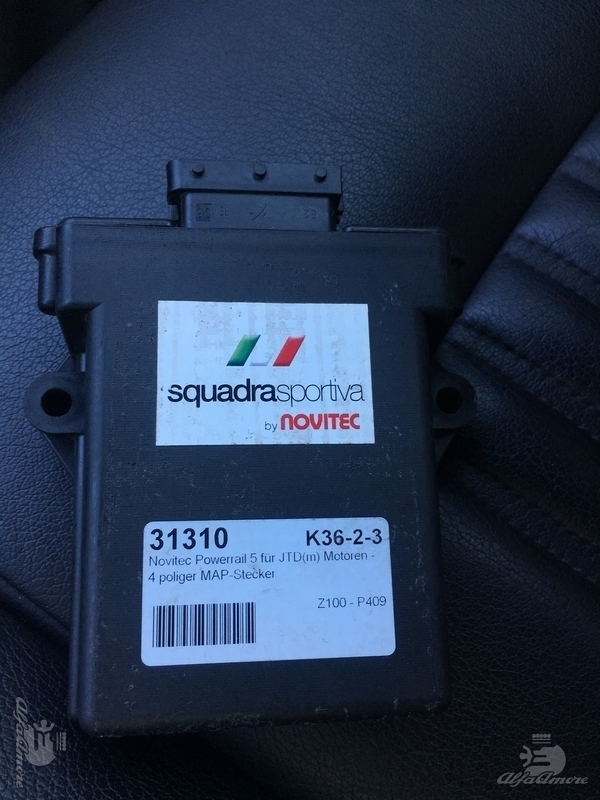 squadrasportiva
by NOVITEC
31310 K36-2-3
Novitec Powerrail 5 für JTD(m) Motoren -
4 poliger MAP-Stecker
Z100 - P409
AlfaAmore
AlfaAmore